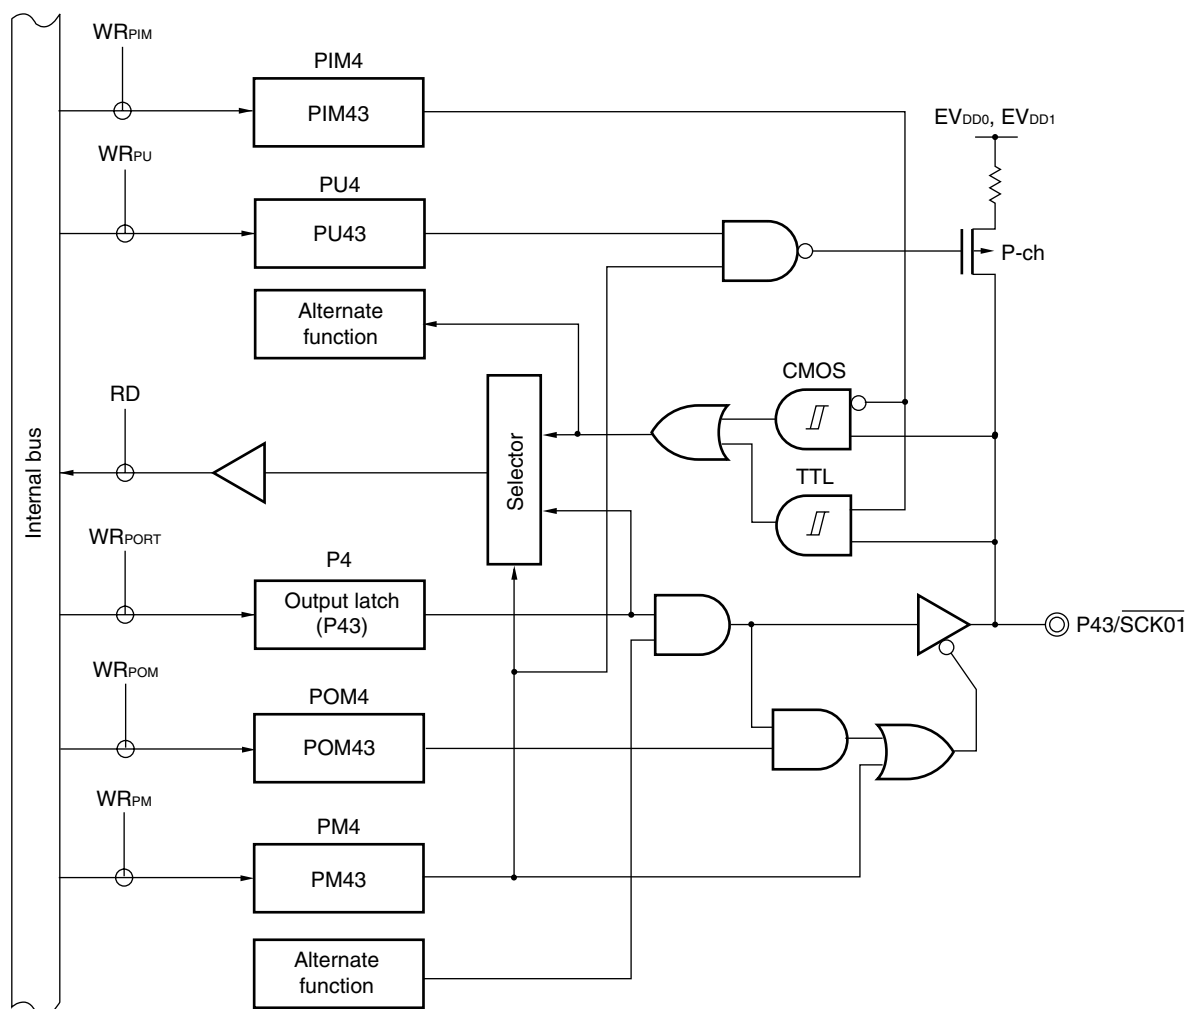 WRPIM
PIM4
PIM43
EVDD0, EVDD1
WRPU
PU4
PU43
P-ch
Alternate
function
CMOS
RD
Selector
TTL
Internal bus
WRPORT
P4
Output latch
(P43)
P43/SCK01
WRPOM
POM4
POM43
WRPM
PM4
PM43
Alternate
function